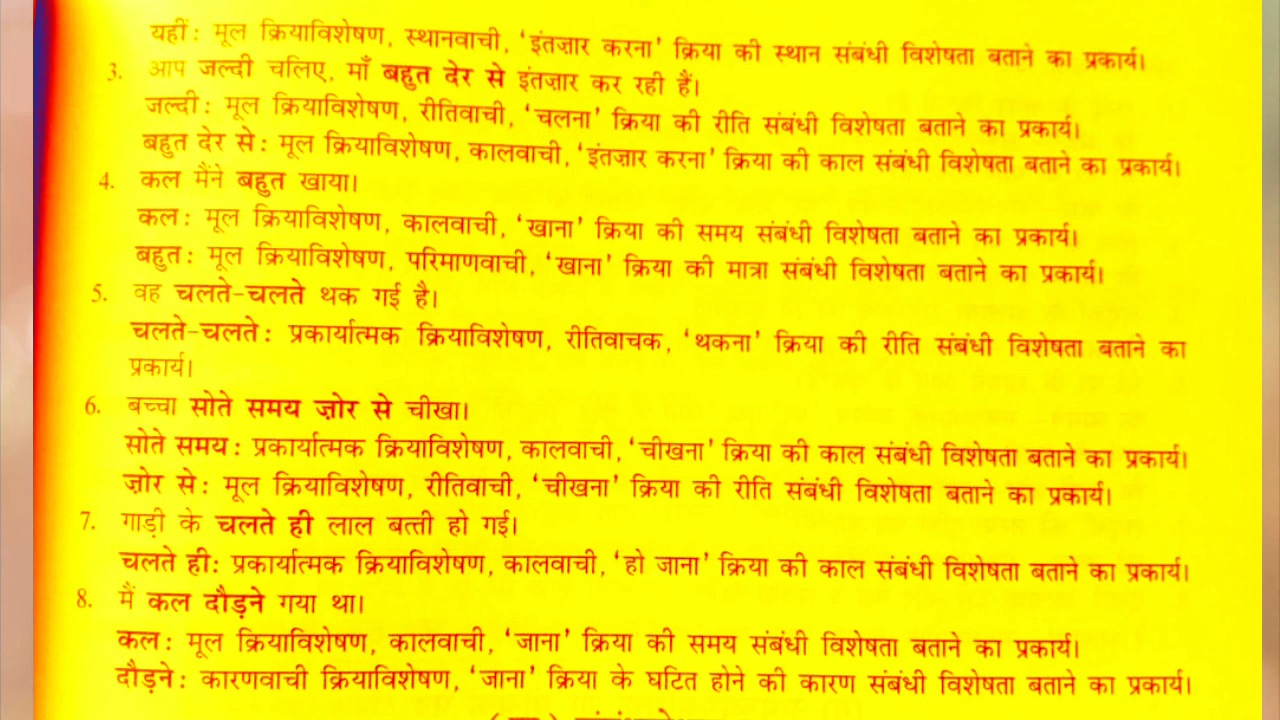 यहीं: मूल क्रियाविशेषण, स्थानवाची, ‘इंतज़ार करना’ क्रिया की स्थान संबंधी विशेषता बताने का प्रकार्य।
3. आप जल्दी चलिए, माँ बहुत देर से इंतज़ार कर रही हैं।
जल्दी: मूल क्रियाविशेषण, रीतिवाची, ‘चलना’ क्रिया की रीति संबंधी विशेषता बताने का प्रकार्य।
बहुत देर से: मूल क्रियाविशेषण, कालवाची, ‘इंतज़ार करना’ क्रिया की काल संबंधी विशेषता बताने का प्रकार्य।
4. कल मैंने बहुत खाया।
कल: मूल क्रियाविशेषण, कालवाची, ‘खाना’ क्रिया की समय संबंधी विशेषता बताने का प्रकार्य।
बहुत: मूल क्रियाविशेषण, परिमाणवाची, ‘खाना’ क्रिया की मात्रा संबंधी विशेषता बताने का प्रकार्य।
5. वह चलते-चलते थक गई है।
चलते-चलते: प्रकार्यात्मक क्रियाविशेषण, रीतिवाचक, ‘थकना’ क्रिया की रीति संबंधी विशेषता बताने का
प्रकार्य।
6. बच्चा सोते समय ज़ोर से चीखा।
सोते समय: प्रकार्यात्मक क्रियाविशेषण, कालवाची, ‘चीखना’ क्रिया की काल संबंधी विशेषता बताने का प्रकार्य।
ज़ोर से: मूल क्रियाविशेषण, रीतिवाची, ‘चीखना’ क्रिया की रीति संबंधी विशेषता बताने का प्रकार्य।
7. गाड़ी के चलते ही लाल बत्ती हो गई।
चलते ही: प्रकार्यात्मक क्रियाविशेषण, कालवाची, ‘हो जाना’ क्रिया की काल संबंधी विशेषता बताने का प्रकार्य।
8. मैं कल दौड़ने गया था।
कल: मूल क्रियाविशेषण, कालवाची, ‘जाना’ क्रिया की समय संबंधी विशेषता बताने का प्रकार्य।
दौड़ने: कारणवाची क्रियाविशेषण, ‘जाना’ क्रिया के घटित होने की कारण संबंधी विशेषता बताने का प्रकार्य।